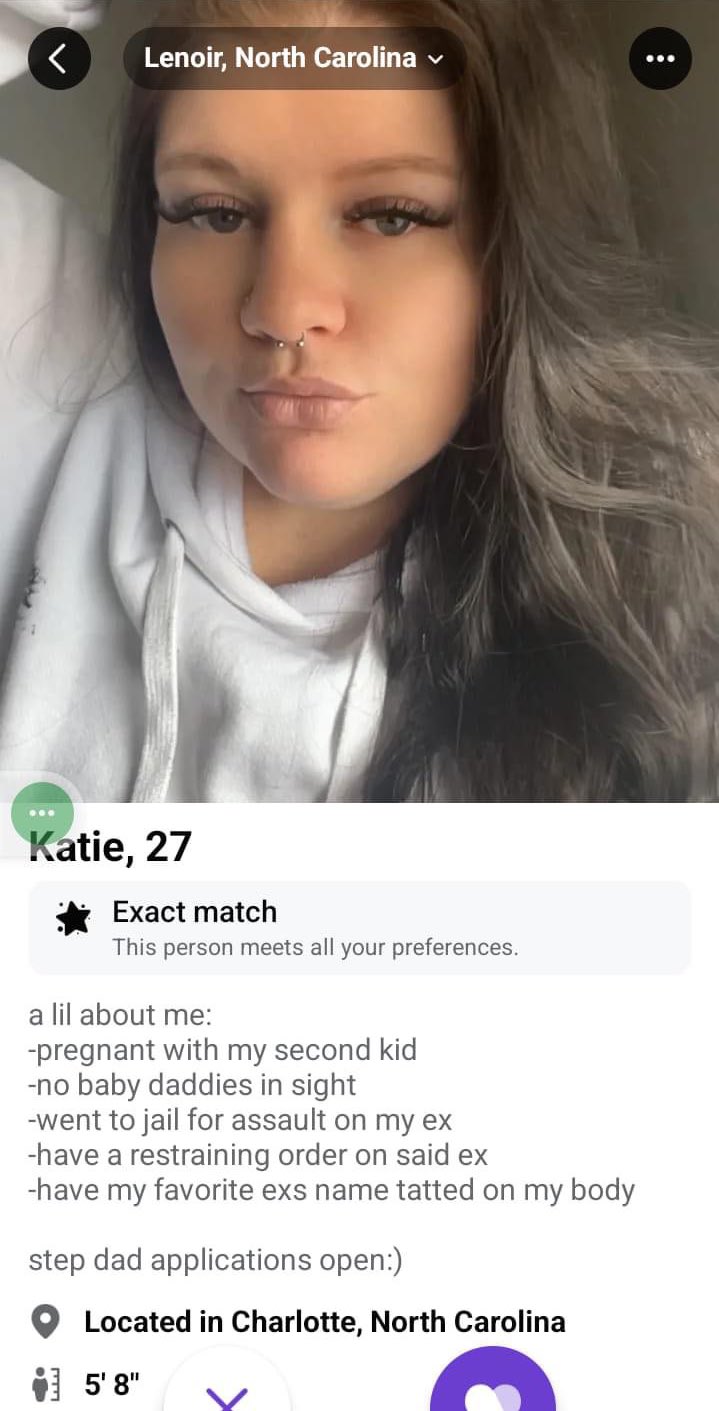 Lenoir, North Carolina
Katie, 27
Exact match
This person meets all your preferences.
a lil about me:
-pregnant with my second kid
-no baby daddies in sight
-went to jail for assault on my ex
-have a restraining order on said ex
-have my favorite exs name tatted on my body
step dad applications open:)
Located in Charlotte, North Carolina
5' 8"